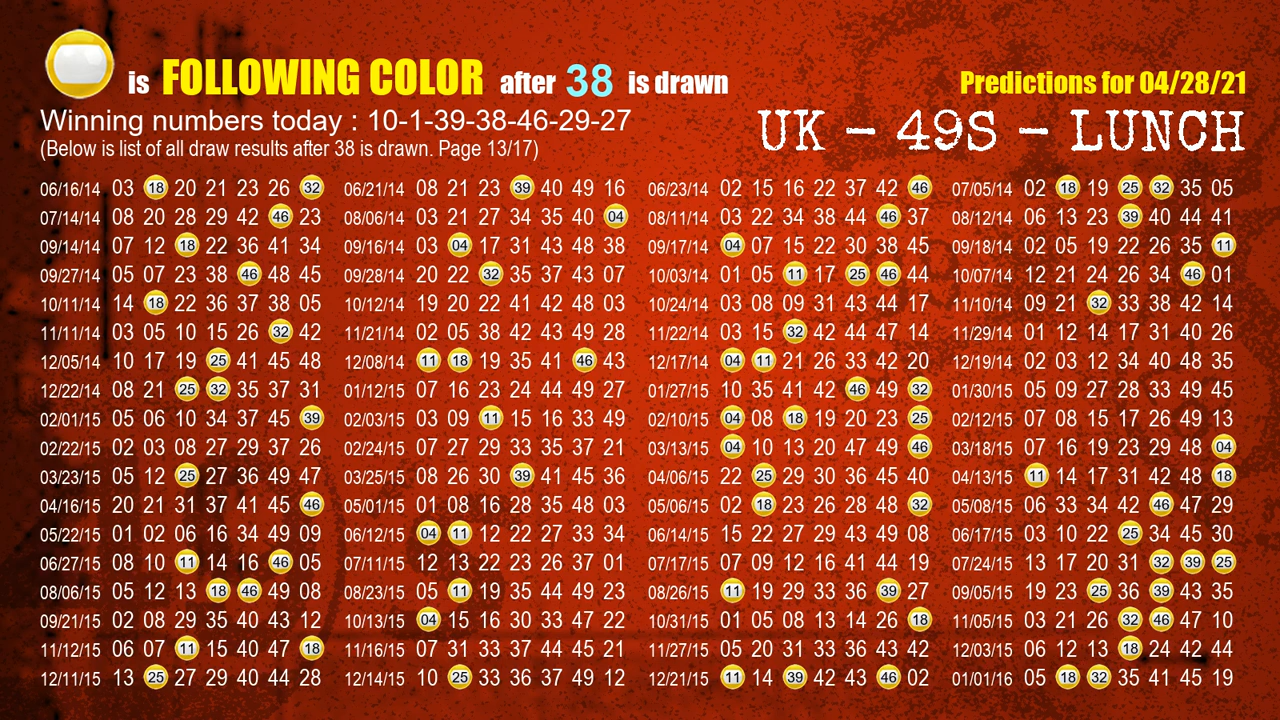 is FOLLOWING COLOR after 38 is drawn
Predictions for 04/28/21
Winning numbers today : 10-1-39-38-46-29-27
UK - 49S - LUNCH
(Below is list of all draw results after 38 is drawn. Page 13/17)
06/16/14 03 18 20 21 23 26 32 06/21/14 08 21 23 39 40 49 16 06/23/14 02 15 16 22 37 42 46 07/05/14 02 18 19 25 32 35 05
07/14/14 08 20 28 29 42 46 23 08/06/14 03 21 27 34 35 40 04 08/11/14 03 22 34 38 44 46 37 08/12/14 06 13 23 39 40 44 41
09/14/14 07 12 18 22 36 41 34 09/16/14 03 04 17 31 43 48 38 09/17/14 04 07 15 22 30 38 45 09/18/14 02 05 19 22 26 35 11
09/27/14 05 07 23 38 46 48 45 09/28/14 20 22 32 35 37 43 07 10/03/14 01 05 11 17 25 46 44 10/07/14 12 21 24 26 34 46 01
10/11/14 14 18 22 36 37 38 05 10/12/14 19 20 22 41 42 48 03 10/24/14 03 08 09 31 43 44 17 11/10/14 09 21 32 33 38 42 14
11/11/14 03 05 10 15 26 32 42 11/21/14 02 05 38 42 43 49 28 11/22/14 03 15 32 42 44 47 14 11/29/14 01 12 14 17 31 40 26
12/05/14 10 17 19 25 41 45 48 12/08/14 11 18 19 35 41 46 43 12/17/14 04 11 21 26 33 42 20 12/19/14 02 03 12 34 40 48 35
12/22/14 08 21 25 32 35 37 31 01/12/15 07 16 23 24 44 49 27 01/27/15 10 35 41 42 46 49 32 01/30/15 05 09 27 28 33 49 45
02/01/15 05 06 10 34 37 45 39 02/03/15 03 09 11 15 16 33 49 02/10/15 04 08 18 19 20 23 25 02/12/15 07 08 15 17 26 49 13
02/22/15 02 03 08 27 29 37 26 02/24/15 07 27 29 33 35 37 21 03/13/15 04 10 13 20 47 49 46 03/18/15 07 16 19 23 29 48 04
03/23/15 05 12 25 27 36 49 47 03/25/15 08 26 30 39 41 45 36 04/06/15 22 25 29 30 36 45 40 04/13/15 11 14 17 31 42 48 18
04/16/15 20 21 31 37 41 45 46 05/01/15 01 08 16 28 35 48 03 05/06/15 02 18 23 26 28 48 32 05/08/15 06 33 34 42 46 47 29
05/22/15 01 02 06 16 34 49 09 06/12/15 04 11 12 22 27 33 34 06/14/15 15 22 27 29 43 49 08 06/17/15 03 10 22 25 34 45 30
06/27/15 08 10 11 14 16 46 05 07/11/15 12 13 22 23 26 37 01 07/17/15 07 09 12 16 41 44 19 07/24/15 13 17 20 31 32 39 25
08/06/15 05 12 13 18 46 49 08 08/23/15 05 11 19 35 44 49 23 08/26/15 11 19 29 33 36 39 27 09/05/15 19 23 25 36 39 43 35
09/21/15 02 08 29 35 40 43 12 10/13/15 04 15 16 30 33 47 22 10/31/15 01 05 08 13 14 26 18 11/05/15 03 21 26 32 46 47 10
11/12/15 06 07 11 15 40 47 18 11/16/15 07 31 33 37 44 45 21 11/27/15 05 20 31 33 36 43 42 12/03/15 06 12 13 18 24 42 44
12/11/15 13 25 27 29 40 44 28 12/14/15 10 25 33 36 37 49 12 12/21/15 11 14 39 42 43 46 02 01/01/16 05 18 32 35 41 45 19